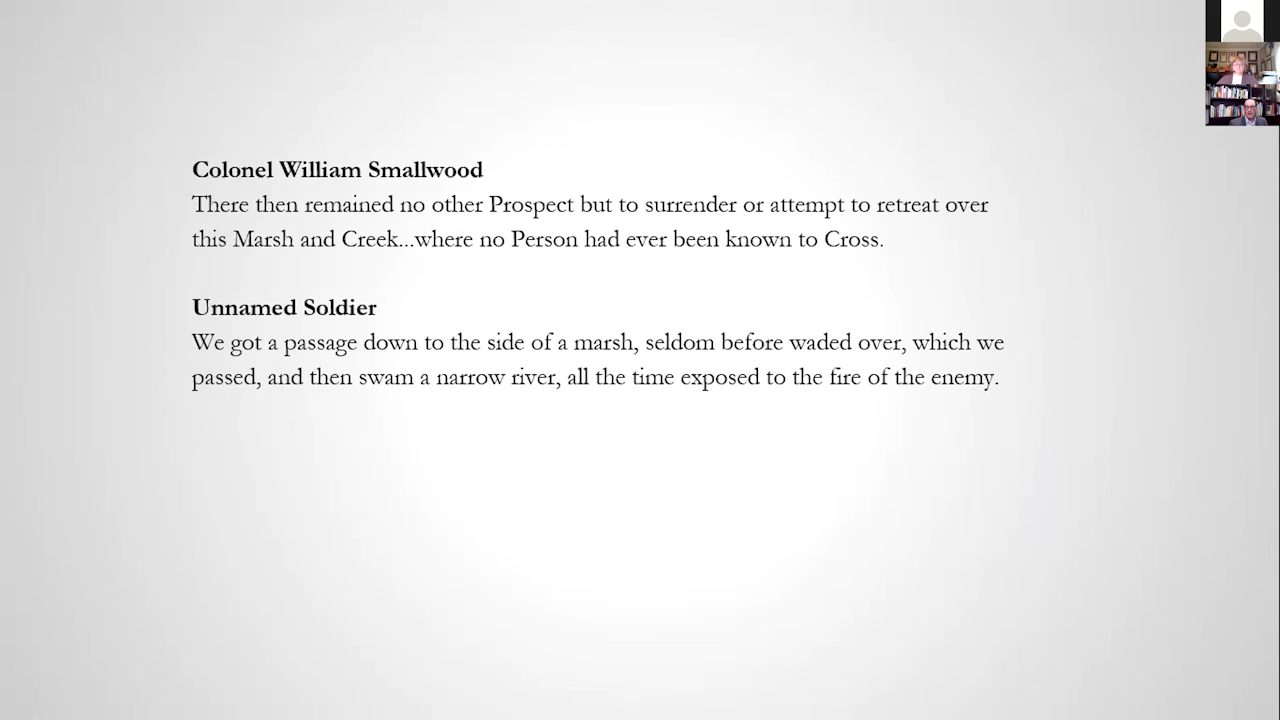 Colonel William Smallwood
There then remained no other Prospect but to surrender or attempt to retreat over
this Marsh and Creek...where no Person had ever been known to Cross.
Unnamed Soldier
We got a passage down to the side of a marsh, seldom before waded over, which we
passed, and then swam a narrow river, all the time exposed to the fire of the enemy.